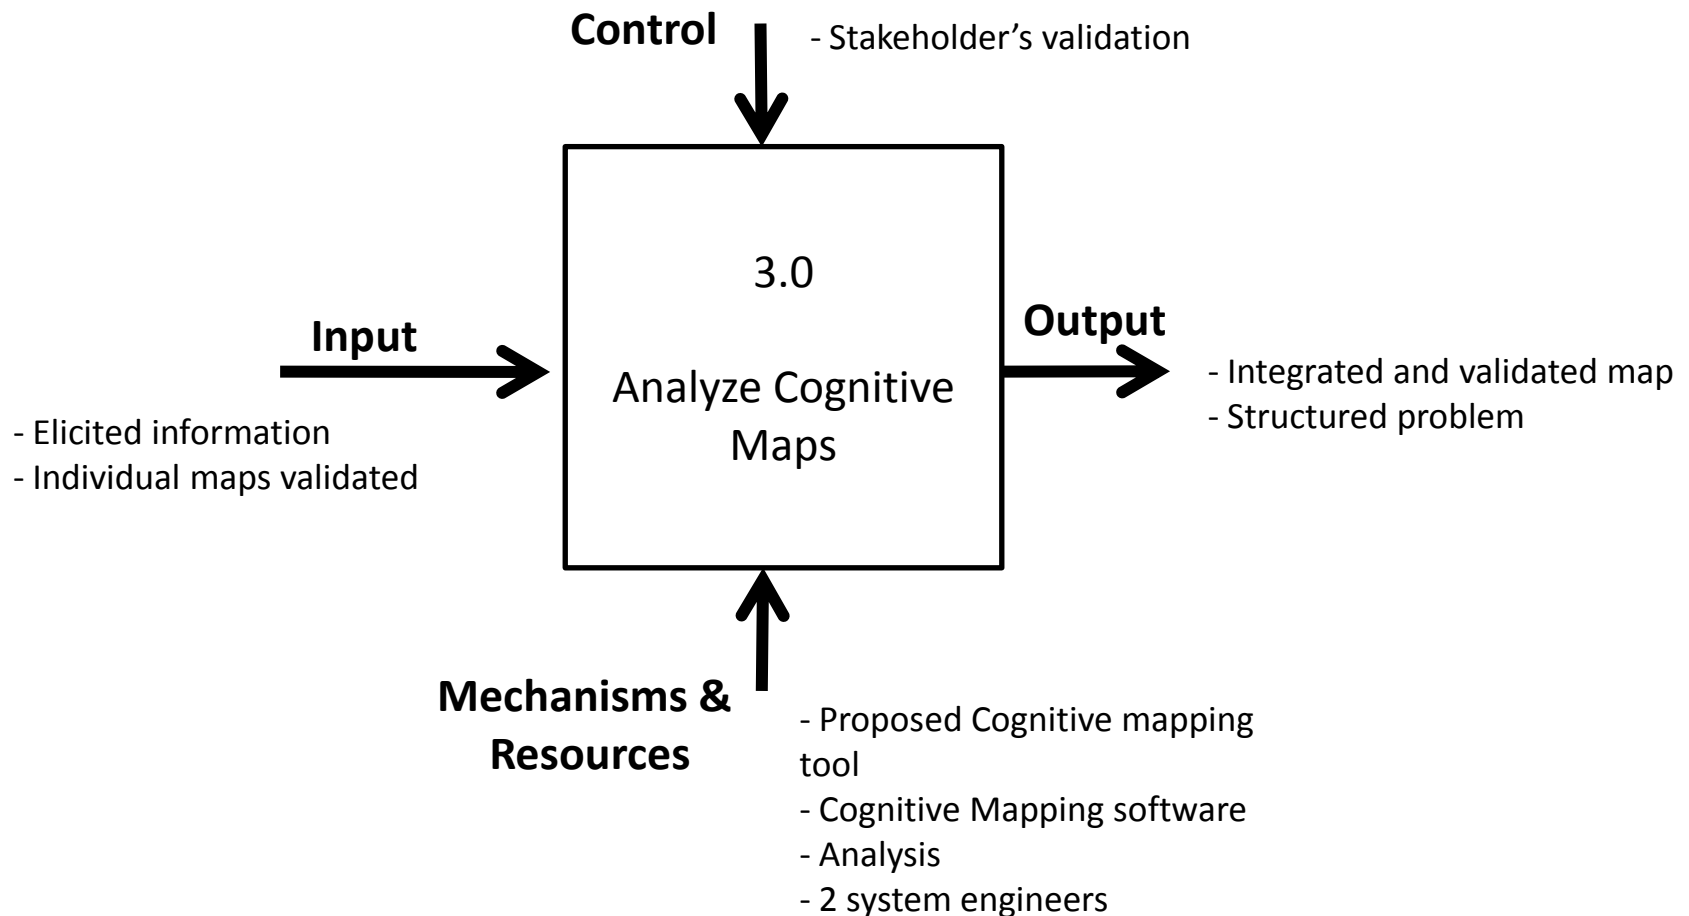 Control
- Stakeholder’s validation
3.0
Analyze Cognitive
Maps
Input
- Elicited information
- Individual maps validated
Output
- Integrated and validated map
- Structured problem
Mechanisms &
Resources
- Proposed Cognitive mapping
tool
- Cognitive Mapping software
- Analysis
- 2 system engineers